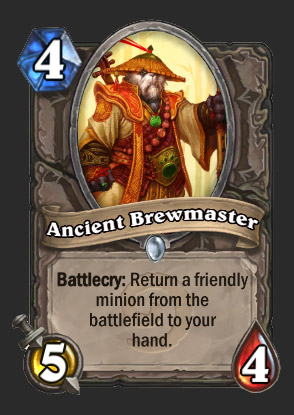 4
Ancient Brewmaster
Battlecry: Return a friendly
minion from the
battlefield to your
hand.
5
4